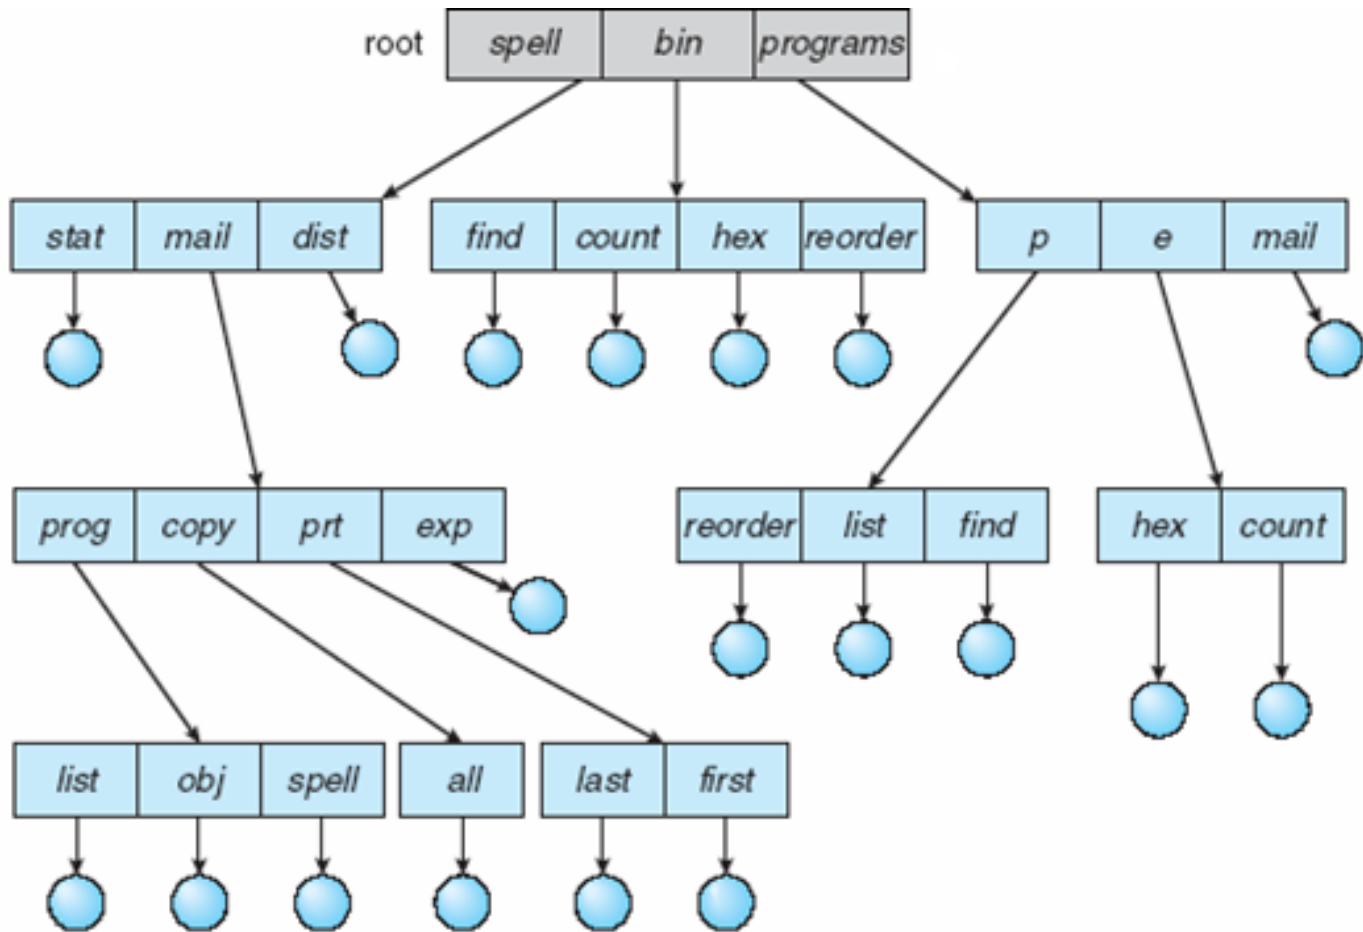 root spell bin programs
stat mail dist find count hex reorder p e mail
prog copy prt exp reorder list find hex count
list obj spell all last first